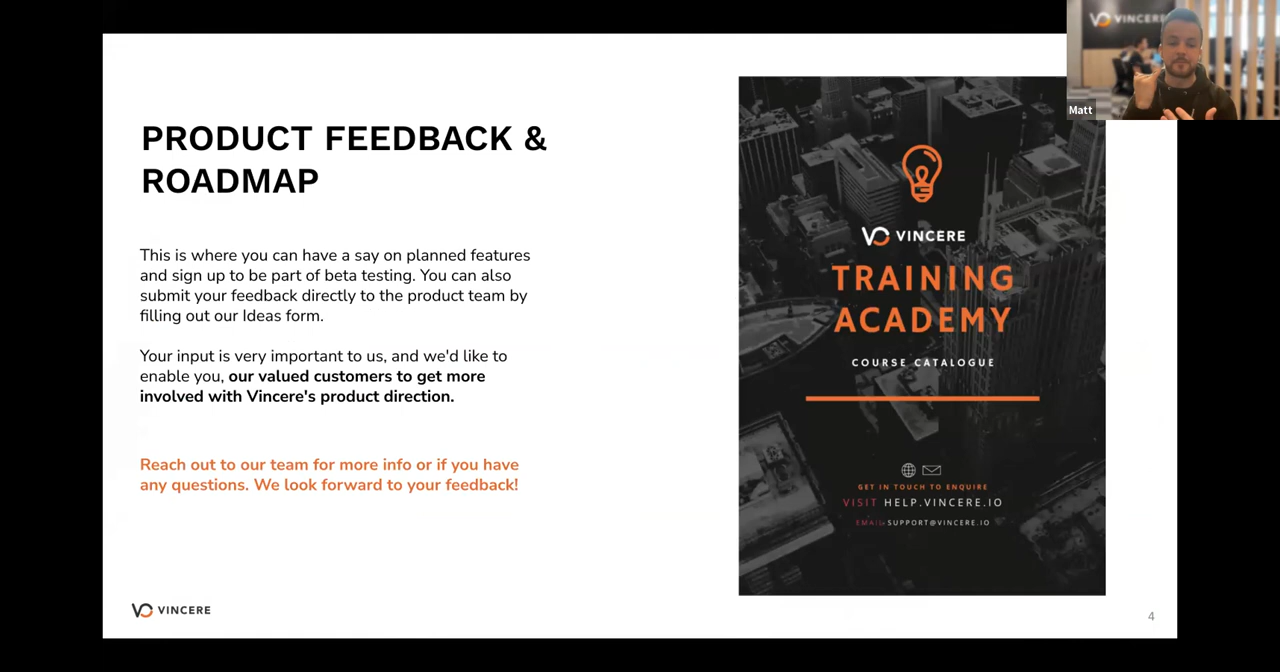 PRODUCT FEEDBACK &
ROADMAP
This is where you can have a say on planned features
and sign up to be part of beta testing. You can also
submit your feedback directly to the product team by
filling out our Ideas form.
Your input is very important to us, and we'd like to
enable you, our valued customers to get more
involved with Vincere's product direction.
Reach out to our team for more info or if you have
any questions. We look forward to your feedback!
VINCERE
VINCERE
TRAINING
ACADEMY
COURSE CATALOGUE
GET IN TOUCH TO ENQUIRE
VISIT HELP.VINCERE.IO
EMAIL: SUPPORT@VINCERE.IO
4
VINCERE
Matt